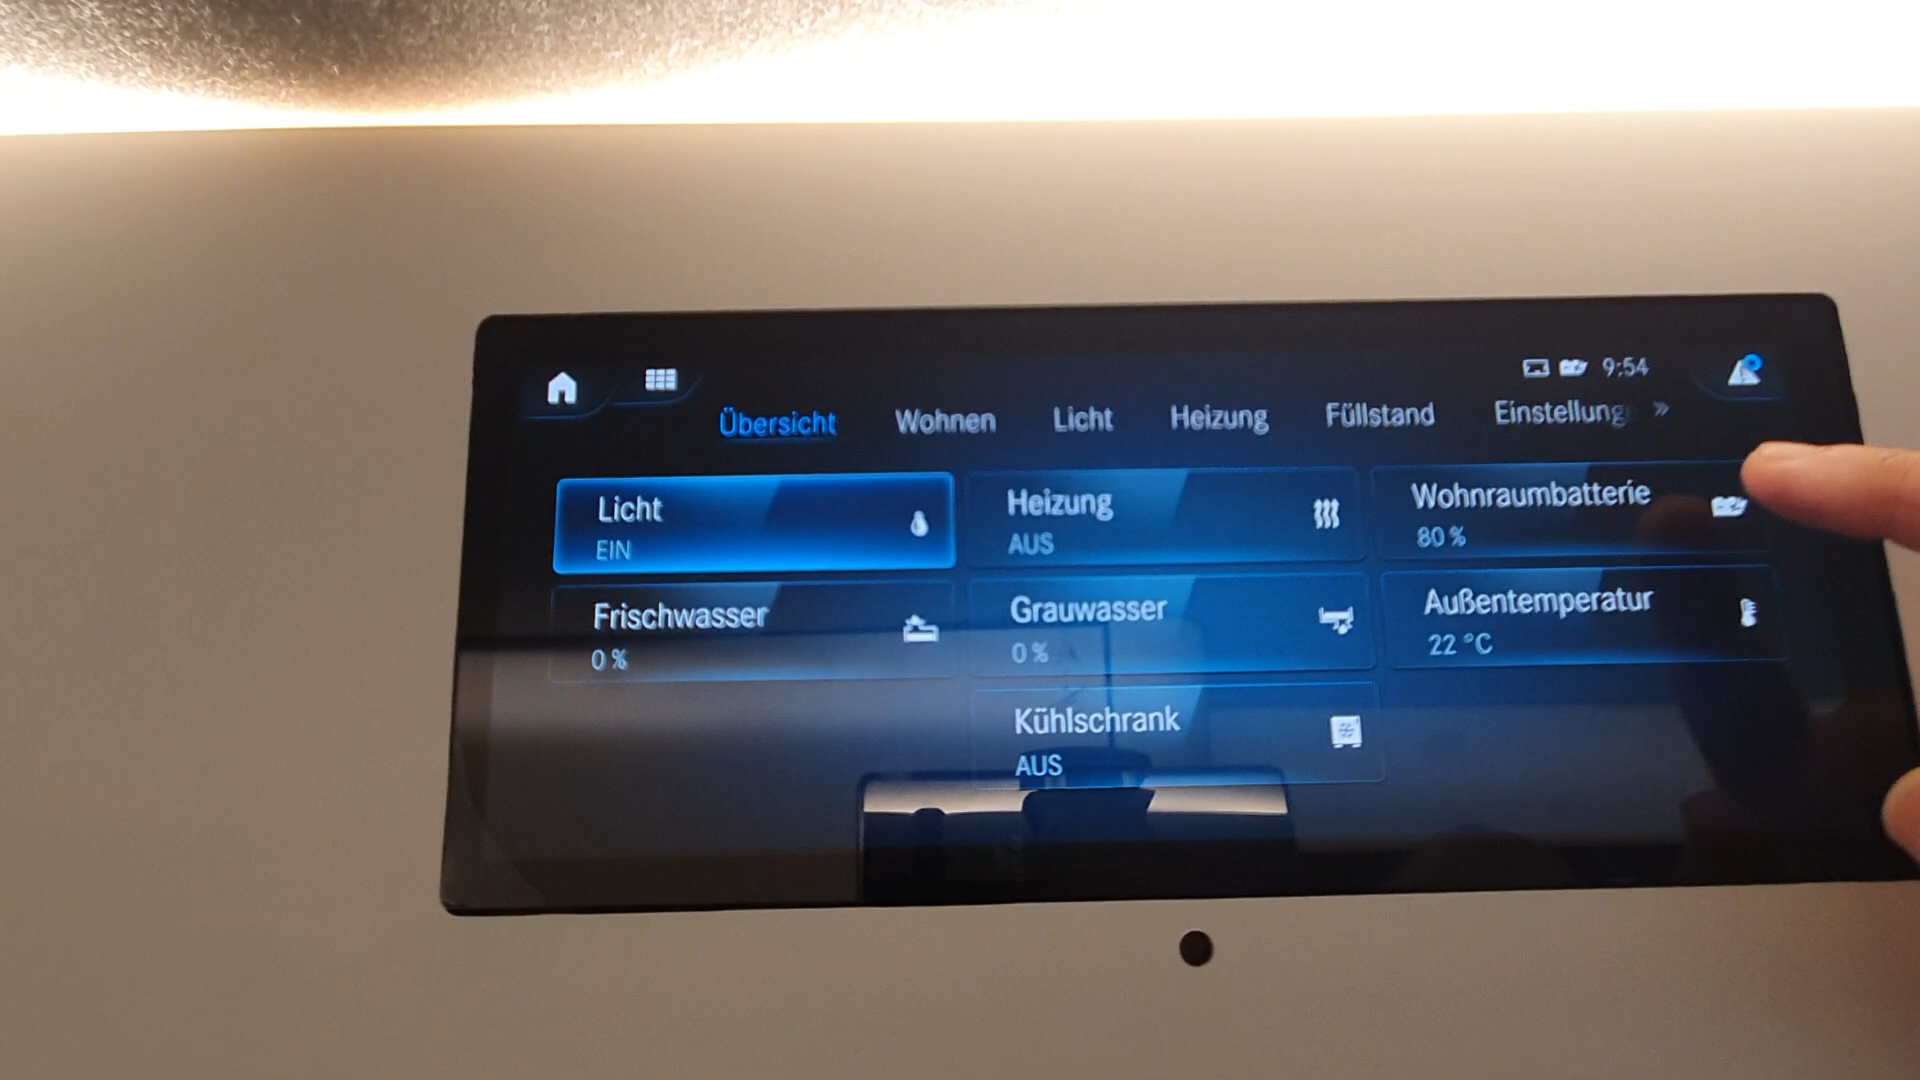 9:54
Übersicht Wohnen Licht Heizung Füllstand Einstellung »
Licht
EIN
Heizung
AUS
Wohnraumbatterie
80 %
Frischwasser
0 %
Grauwasser
0 %
Außentemperatur
22 °C
Kühlschrank
AUS